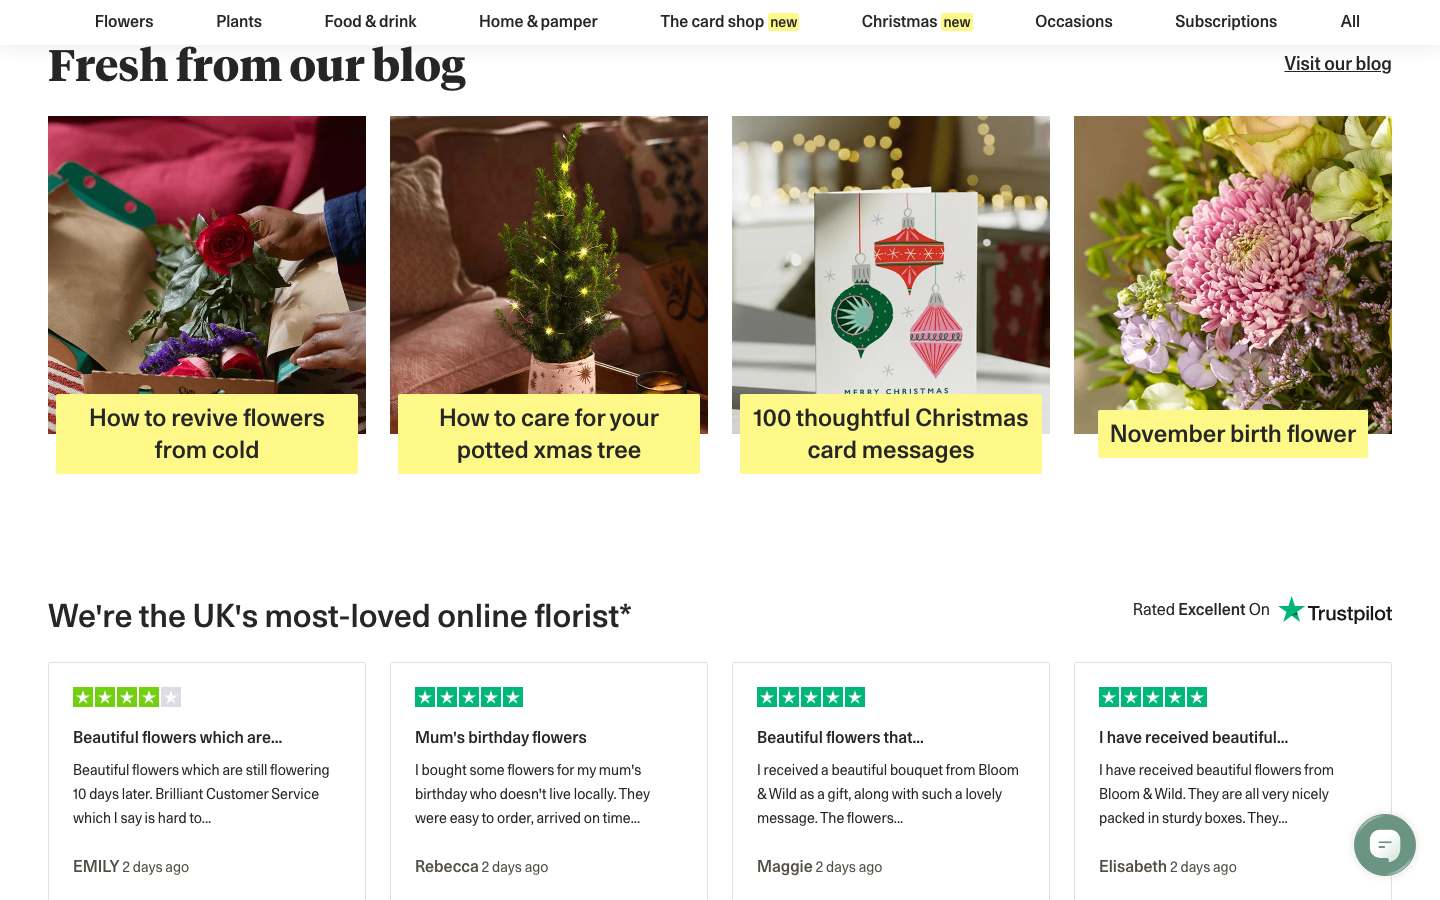 Flowers
Plants
Food & drink
Home & pamper
The card shop new
Christmas new
Occasions
Subscriptions
All
Fresh from our blog
Visit our blog
MERRY CHRISTMAS
How to revive flowers
from cold
How to care for your
potted xmas tree
100 thoughtful Christmas
card messages
November birth flower
We're the UK's most-loved online florist*
Rated Excellent On Trustpilot
Beautiful flowers which are...
Beautiful flowers which are still flowering
10 days later. Brilliant Customer Service
which I say is hard to...
EMILY 2 days ago
Mum's birthday flowers
I bought some flowers for my mum's
birthday who doesn't live locally. They
were easy to order, arrived on time...
Rebecca 2 days ago
Beautiful flowers that...
I received a beautiful bouquet from Bloom
& Wild as a gift, along with such a lovely
message. The flowers...
Maggie 2 days ago
I have received beautiful...
I have received beautiful flowers from
Bloom & Wild. They are all very nicely
packed in sturdy boxes. They...
Elisabeth 2 days ago